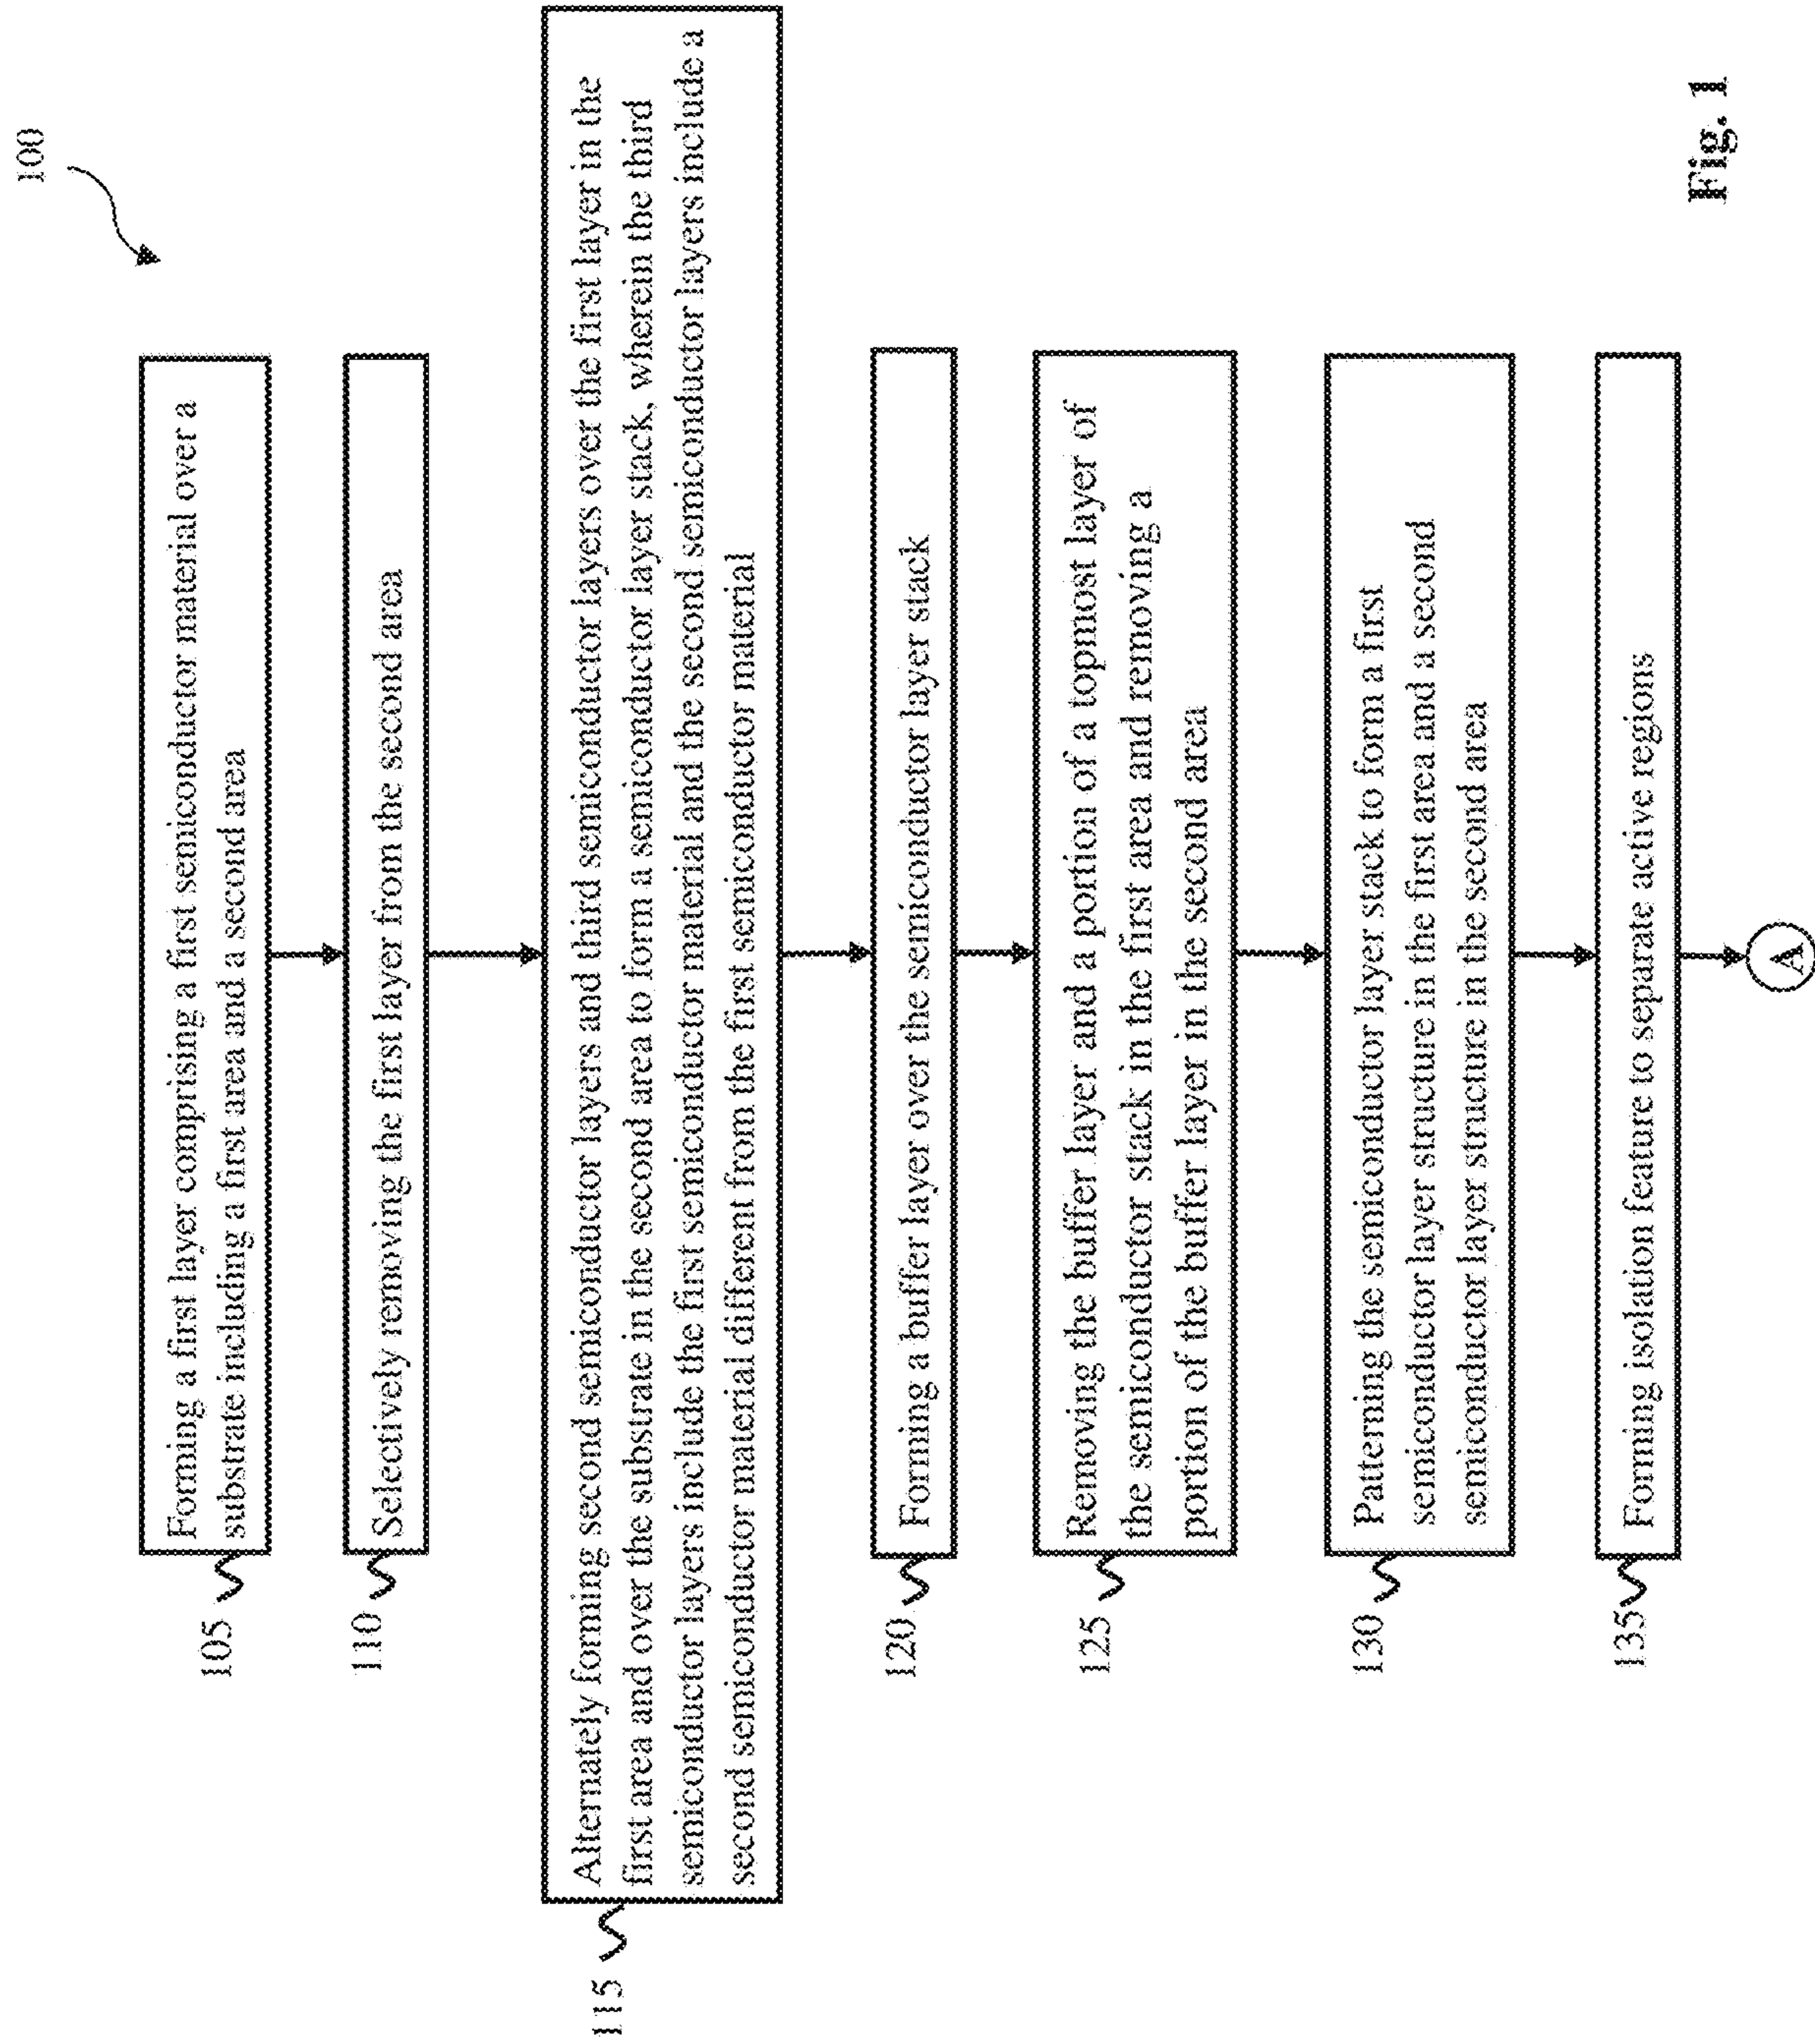 100
105
Forming a first layer comprising a first semiconductor material over a
substrate including a first area and a second area
110
Selectively removing the first layer from the second area
115
Alternately forming second semiconductor layers and third semiconductor layers over the first layer in the
first area and over the substrate in the second area to form a semiconductor layer stack, wherein the third
semiconductor layers include the first semiconductor material and the second semiconductor layers include a
second semiconductor material different from the first semiconductor material
120
Forming a buffer layer over the semiconductor layer stack
125
Removing the buffer layer and a portion of a topmost layer of
the semiconductor stack in the first area and removing a
portion of the buffer layer in the second area
130
Patterning the semiconductor layer stack to form a first
semiconductor layer structure in the first area and a second
semiconductor layer structure in the second area
135
Forming isolation feature to separate active regions
A
Fig. 1